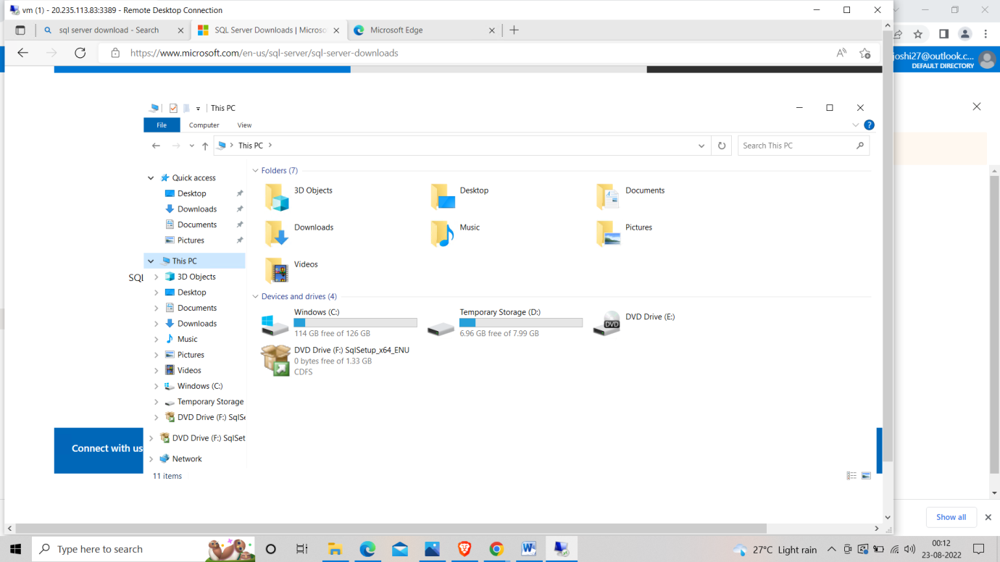 vm (1) - 20.235.113.83:3389 - Remote Desktop Connection
sql server download - Search
SQL Server Downloads | Microso
Microsoft Edge
https://www.microsoft.com/en-us/sql-server/sql-server-downloads
joshi27@outlook.c...
DEFAULT DIRECTORY
This PC
File
Computer
View
This PC
Search This PC
Quick access
Desktop
Downloads
Documents
Pictures
This PC
3D Objects
Desktop
Documents
Downloads
Music
Pictures
Videos
Windows (C:)
Temporary Storage
DVD Drive (F:) SqlSe
DVD Drive (F:) SqlSet
Network
11 items
Folders (7)
3D Objects
Desktop
Documents
Downloads
Music
Pictures
Videos
Devices and drives (4)
Windows (C:)
114 GB free of 126 GB
Temporary Storage (D:)
6.96 GB free of 7.99 GB
DVD Drive (E:)
DVD
DVD Drive (F:) SqlSetup_x64_ENU
0 bytes free of 1.33 GB
CDFS
SQL
Connect with us
Show all
Type here to search
27°C Light rain
00:12
23-08-2022